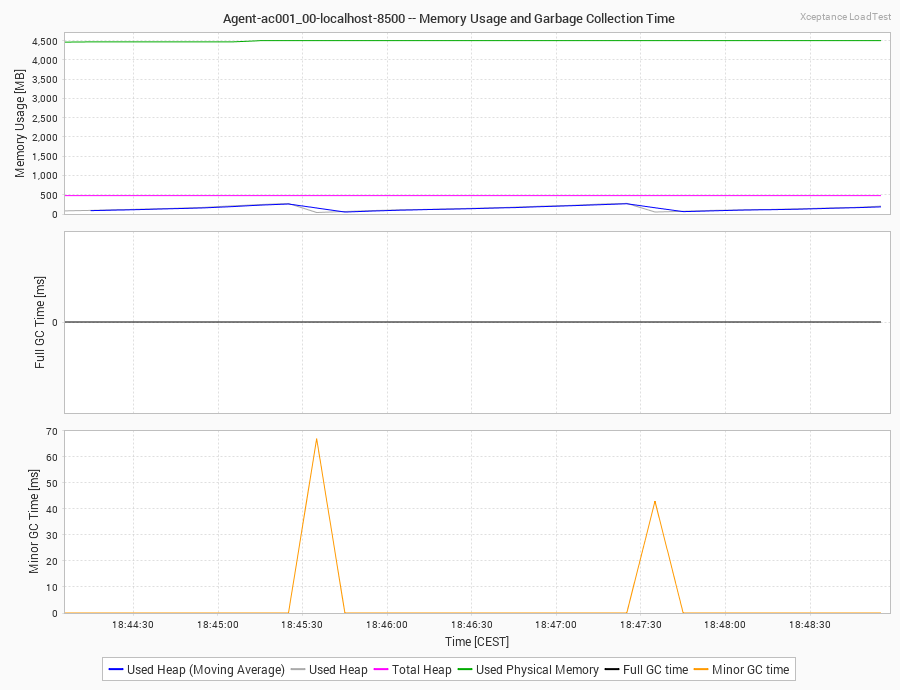 Agent-ac001_00-localhost-8500 -- Memory Usage and Garbage Collection Time
Xceptance LoadTest
Memory Usage [MB]
4,500
4,000
3,500
3,000
2,500
2,000
1,500
1,000
500
0
Full GC Time [ms]
0
Minor GC Time [ms]
70
60
50
40
30
20
10
0
18:44:30 18:45:00 18:45:30 18:46:00 18:46:30 18:47:00 18:47:30 18:48:00 18:48:30
Time [CEST]
Used Heap (Moving Average) Used Heap Total Heap Used Physical Memory Full GC time Minor GC time